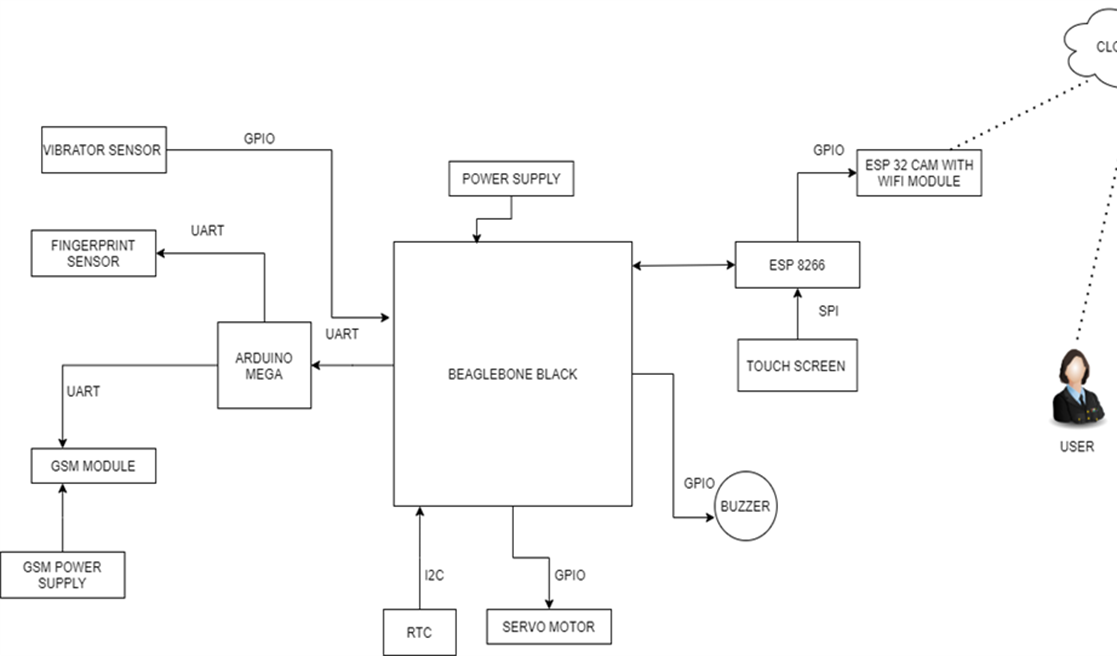 CLO
GPIO
VIBRATOR SENSOR
GPIO
ESP 32 CAM WITH
WIFI MODULE
POWER SUPPLY
UART
FINGERPRINT
SENSOR
ESP 8266
SPI
UART
ARDUINO
MEGA
BEAGLEBONE BLACK
TOUCH SCREEN
UART
USER
GSM MODULE
GPIO
BUZZER
GSM POWER
SUPPLY
I2C
GPIO
RTC
SERVO MOTOR